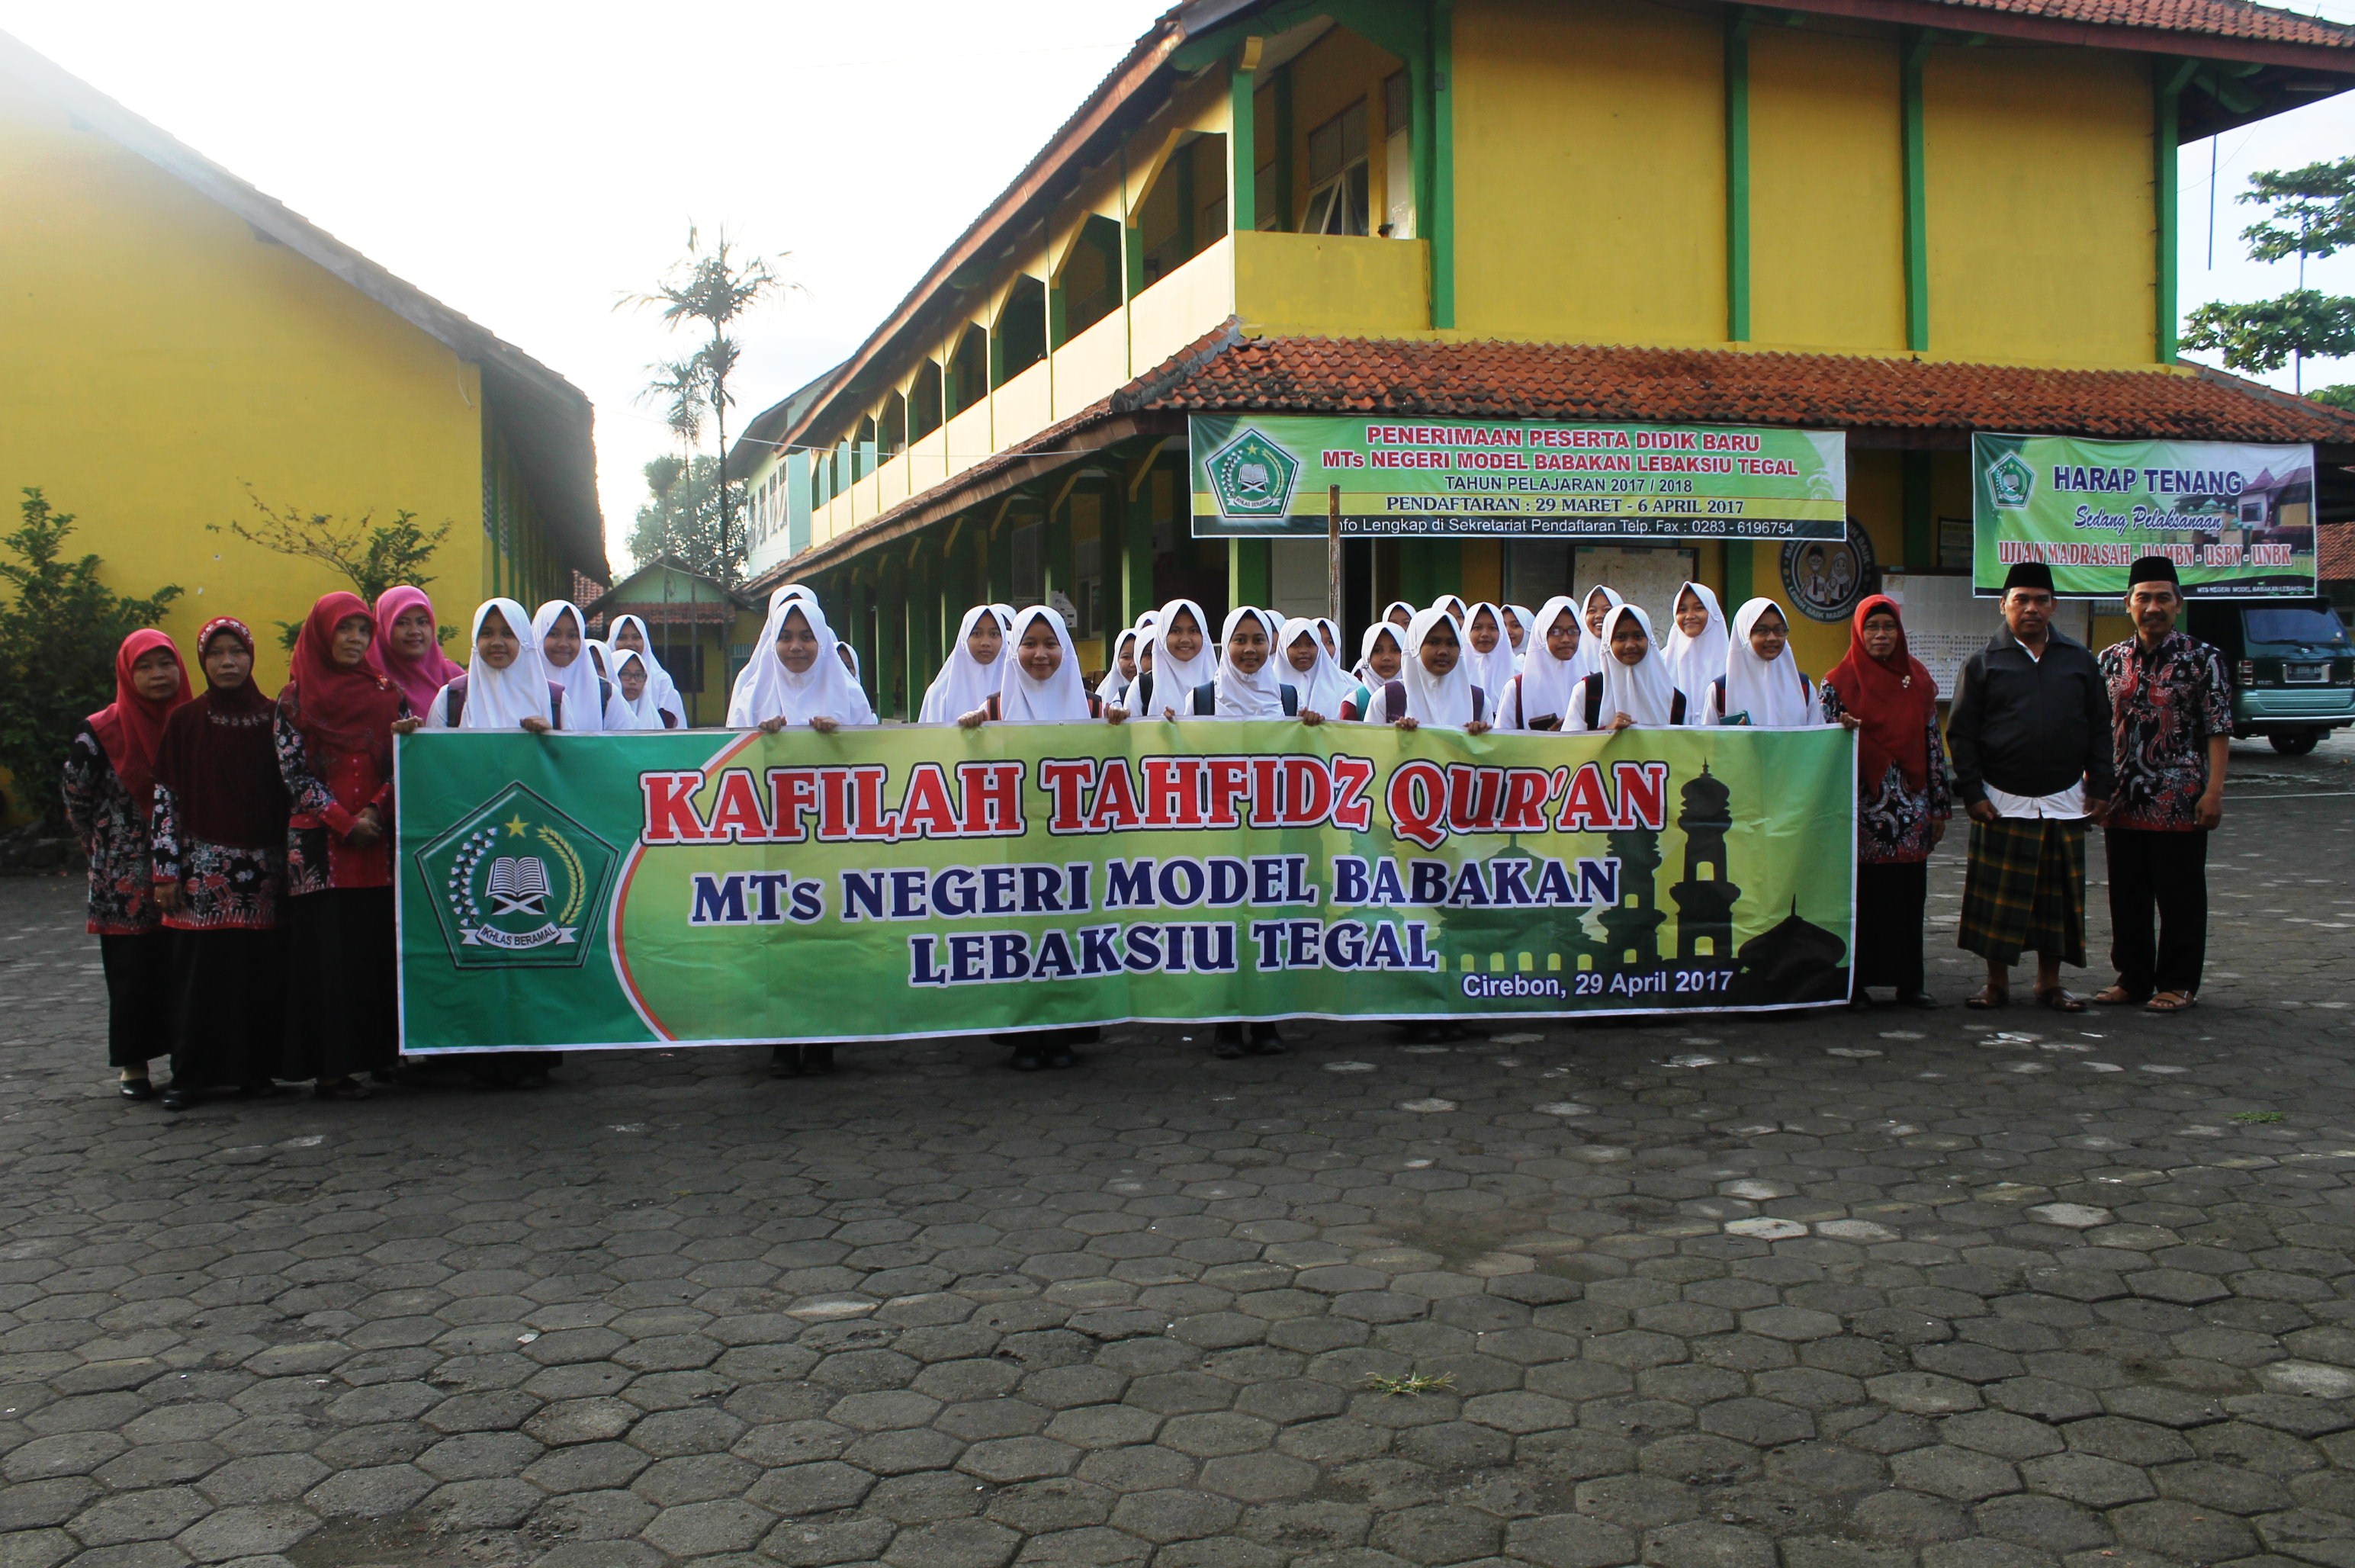 PENERIMAAN PESERTA DIDIK BARU
MTs NEGERI MODEL BABAKAN LEBAKSIU TEGAL
TAHUN PELAJARAN 2017 / 2018
PENDAFTARAN : 29 MARET - 6 APRIL 2017
Info Lengkap di Sekretariat Pendaftaran Telp. Fax : 0283 - 6196754
HARAP TENANG
Sedang Pelaksanaan
UJIAN MADRASAH - UAMBN - USBN - UNBK
MTS NEGERI MODEL BABAKAN LEBAKSIU
KAFILAH TAHFIDZ QUR'AN
MTs NEGERI MODEL BABAKAN
LEBAKSIU TEGAL
Cirebon, 29 April 2017
IKHLAS BERAMAL